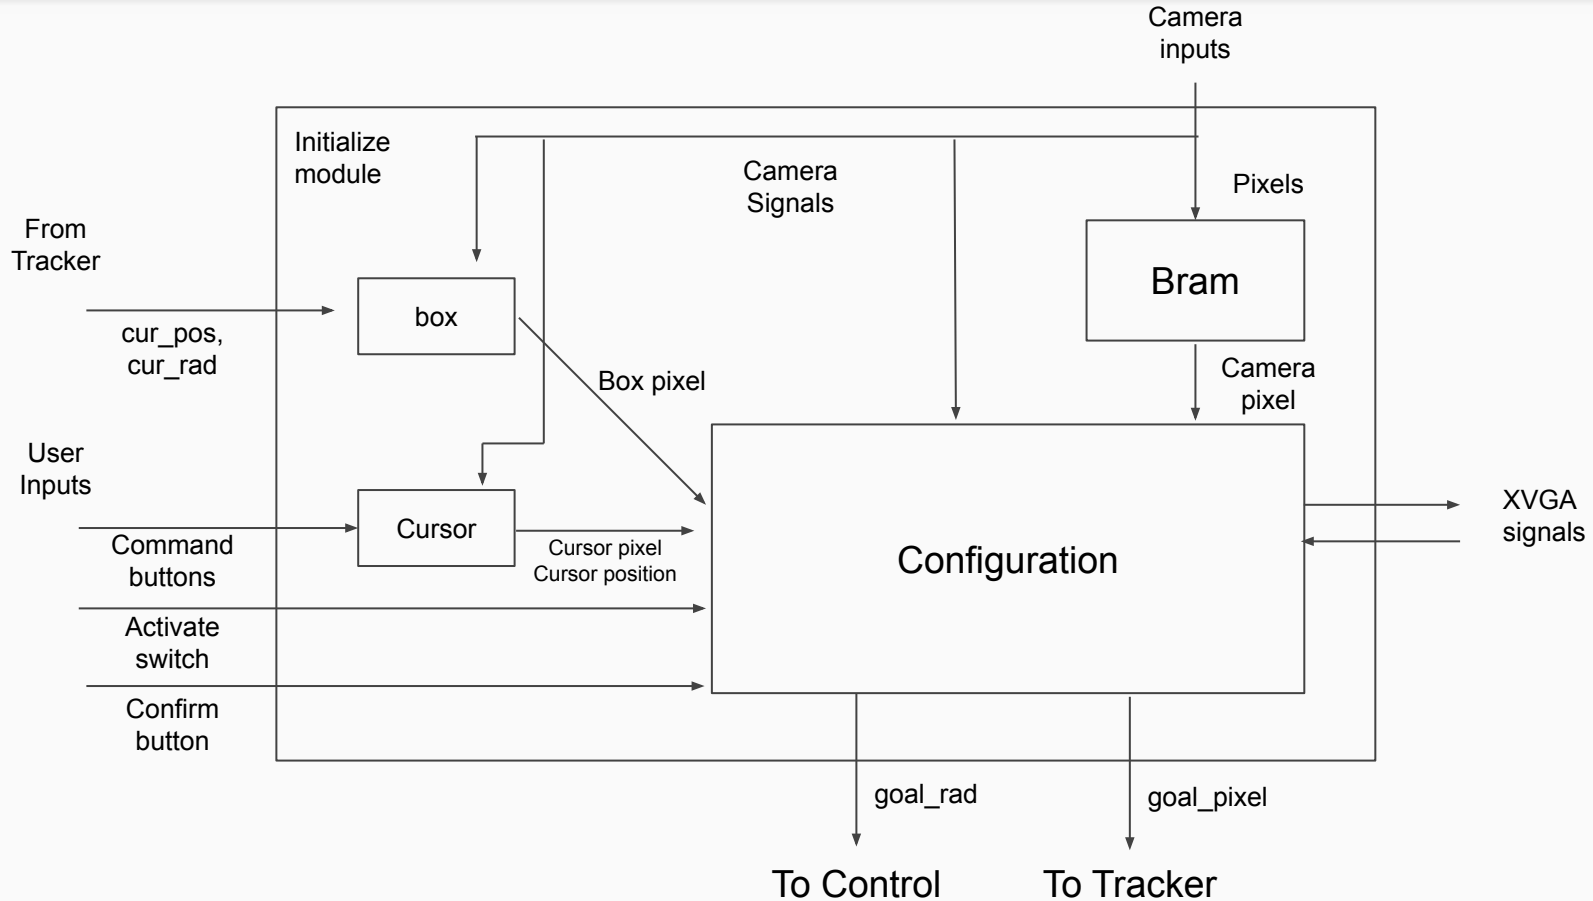 Camera
inputs
Initialize
module
Camera
Signals
Pixels
From
Tracker
Bram
box
cur_pos,
cur_rad
Camera
pixel
Box pixel
User
Inputs
XVGA
signals
Cursor
Command
buttons
Cursor pixel
Cursor position
Configuration
Activate
switch
Confirm
button
goal_rad
goal_pixel
To Control
To Tracker